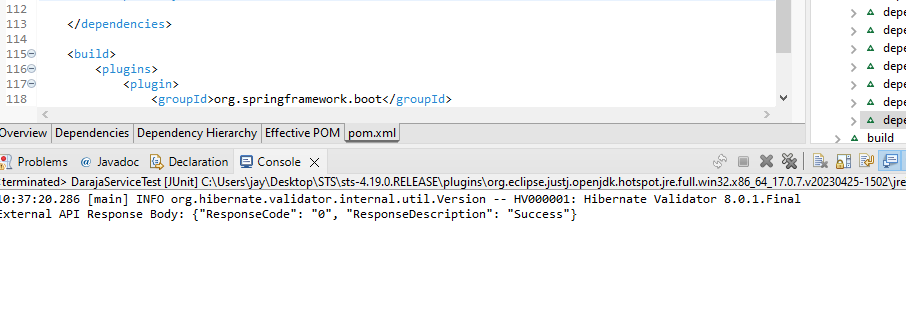 112
113 </dependencies>
114
115 <build>
116 <plugins>
117 <plugin>
118 <groupId>org.springframework.boot</groupId>
Overview Dependencies Dependency Hierarchy Effective POM pom.xml
depe
depe
depe
depe
depe
depe
depe
build
Problems @ Javadoc Declaration Console
terminated> DarajaServiceTest [JUnit] C:\Users\jay\Desktop\STS\sts-4.19.0.RELEASE\plugins\org.eclipse.justj.openjdk.hotspot.jre.full.win32.x86_64_17.0.7.v20230425-1502\jre
10:37:20.286 [main] INFO org.hibernate.validator.internal.util.Version -- HV000001: Hibernate Validator 8.0.1.Final
External API Response Body: {"ResponseCode": "0", "ResponseDescription": "Success"}